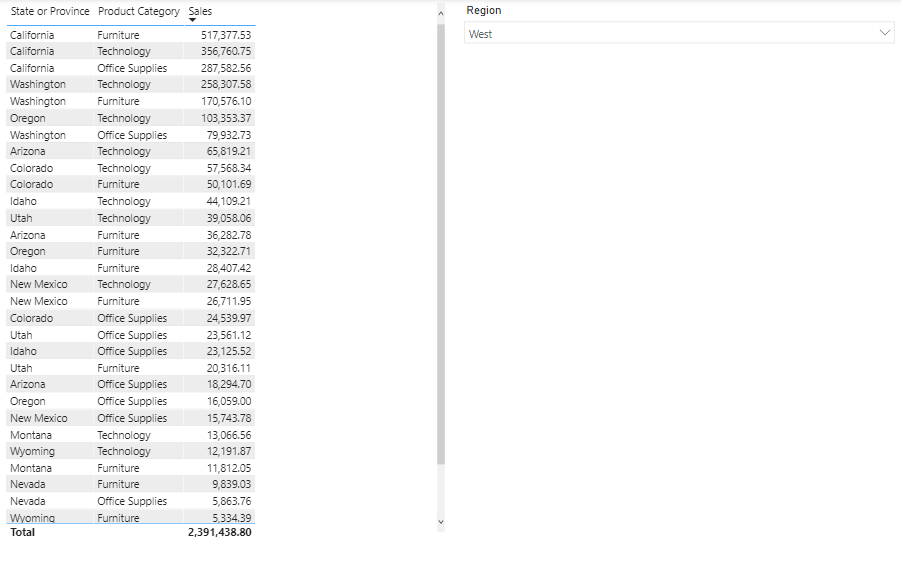 State or Province Product Category Sales
California Furniture 517,377.53
California Technology 356,760.75
California Office Supplies 287,582.56
Washington Technology 258,307.58
Washington Furniture 170,576.10
Oregon Technology 103,353.37
Washington Office Supplies 79,932.73
Arizona Technology 65,819.21
Colorado Technology 57,568.34
Colorado Furniture 50,101.69
Idaho Technology 44,109.21
Utah Technology 39,058.06
Arizona Furniture 36,282.78
Oregon Furniture 32,322.71
Idaho Furniture 28,407.42
New Mexico Technology 27,628.65
New Mexico Furniture 26,711.95
Colorado Office Supplies 24,539.97
Utah Office Supplies 23,561.12
Idaho Office Supplies 23,125.52
Utah Furniture 20,316.11
Arizona Office Supplies 18,294.70
Oregon Office Supplies 16,059.00
New Mexico Office Supplies 15,743.78
Montana Technology 13,066.56
Wyoming Technology 12,191.87
Montana Furniture 11,812.05
Nevada Furniture 9,839.03
Nevada Office Supplies 5,863.76
Wyoming Furniture 5,334.39
Total 2,391,438.80
Region
West